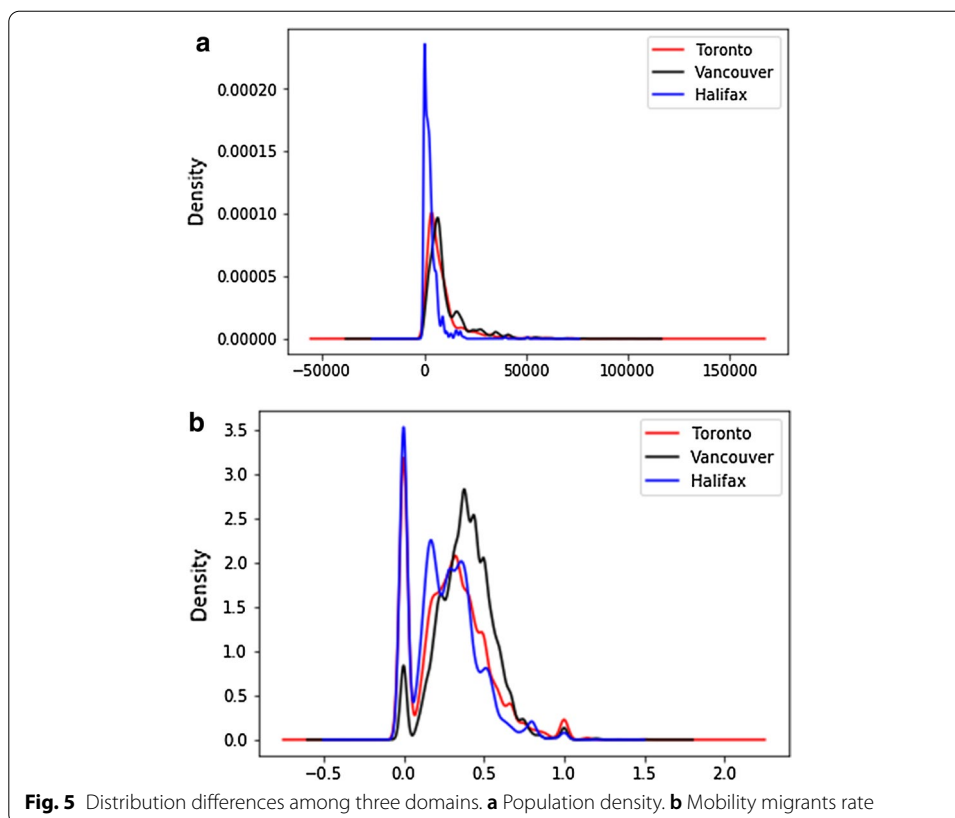 a
Toronto
Vancouver
Halifax
Density
0.00020
0.00015
0.00010
0.00005
0.00000
−50000 0 50000 100000 150000
b
Toronto
Vancouver
Halifax
Density
3.5
3.0
2.5
2.0
1.5
1.0
0.5
0.0
−0.5 0.0 0.5 1.0 1.5 2.0
Fig. 5 Distribution differences among three domains. a Population density. b Mobility migrants rate